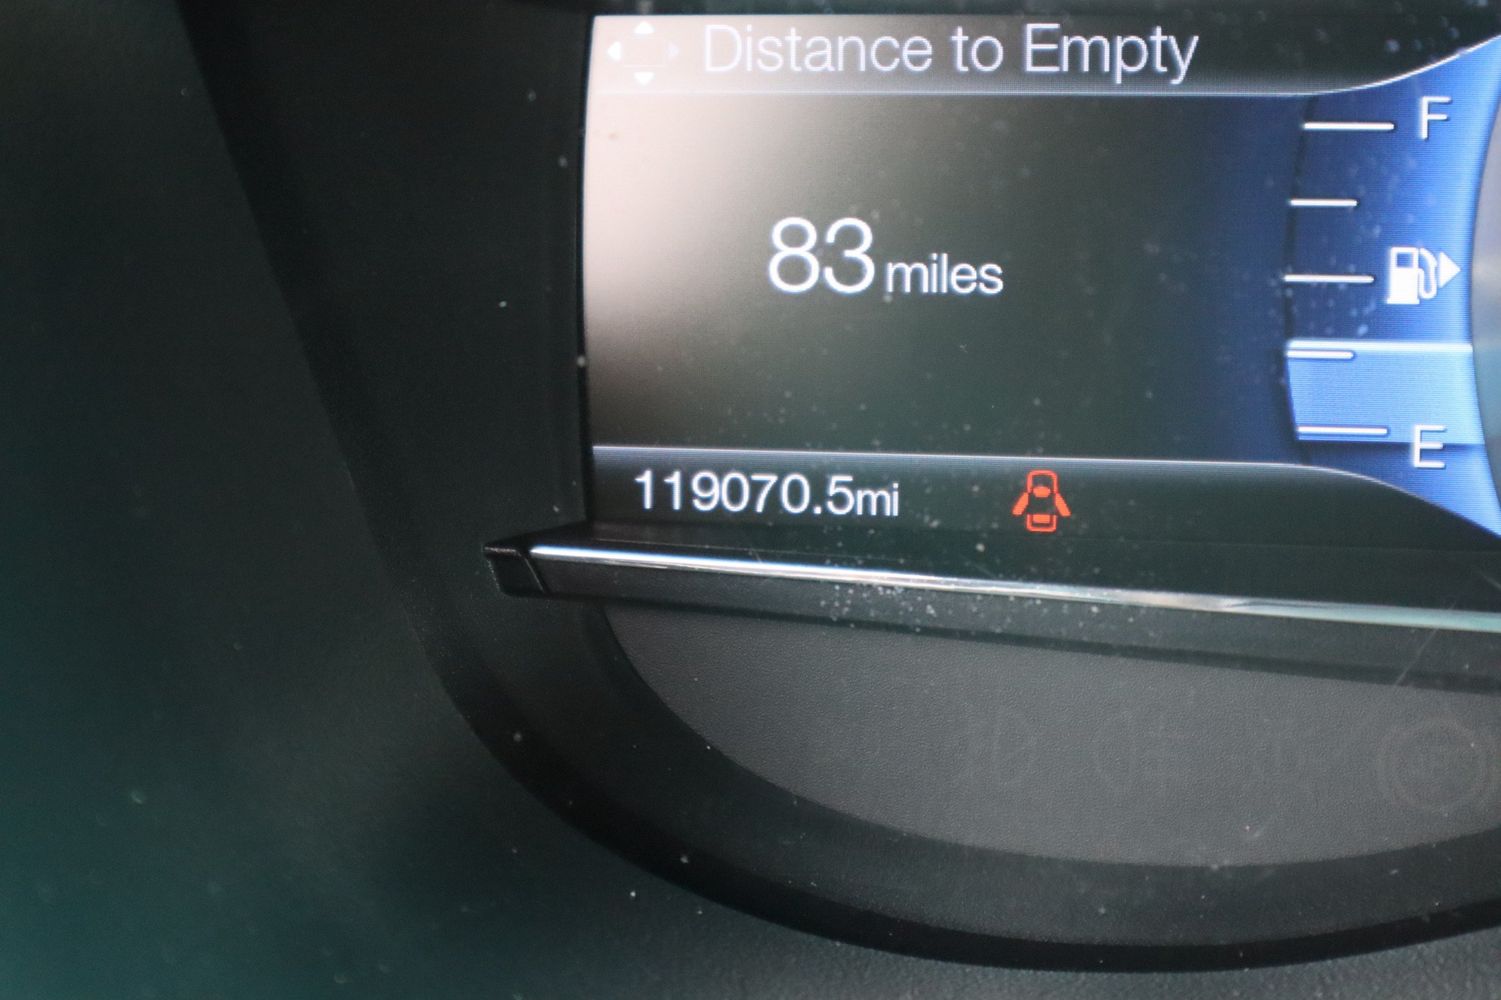 Distance to Empty
F
83 miles
E
119070.5mi